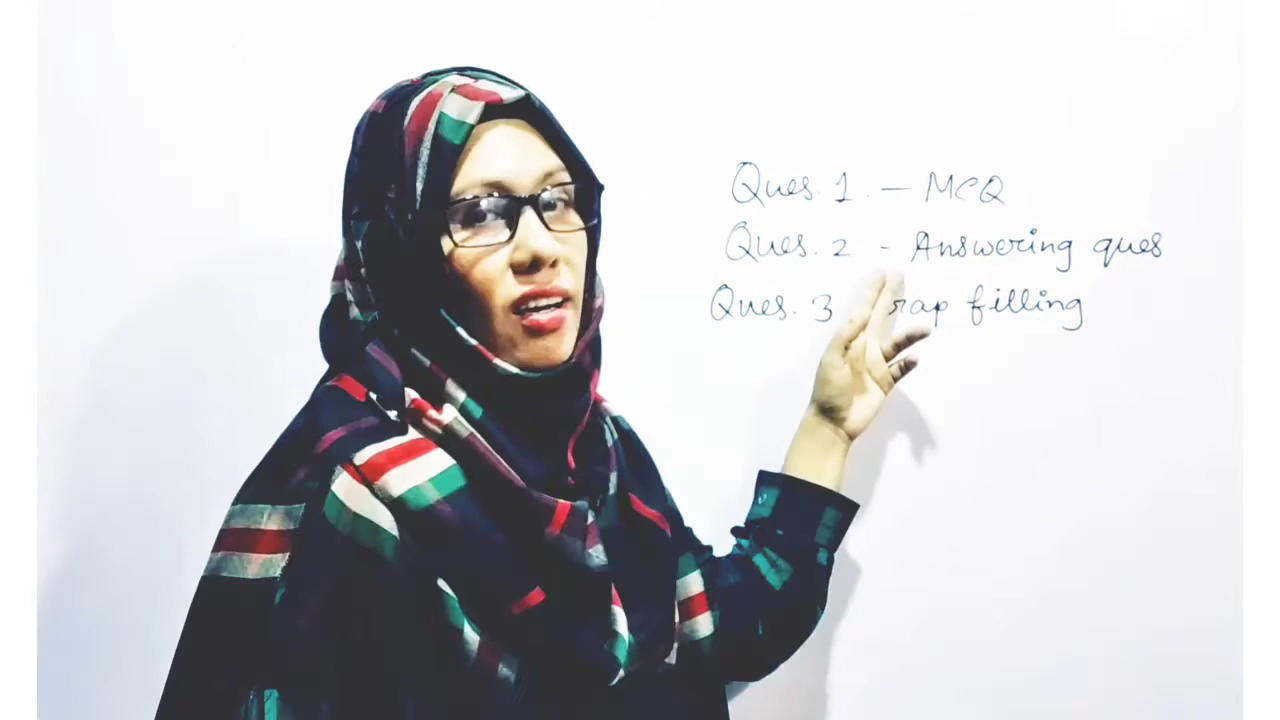 Ques. 1. — MCQ
Ques. 2 - Answering ques
Ques. 3 filling